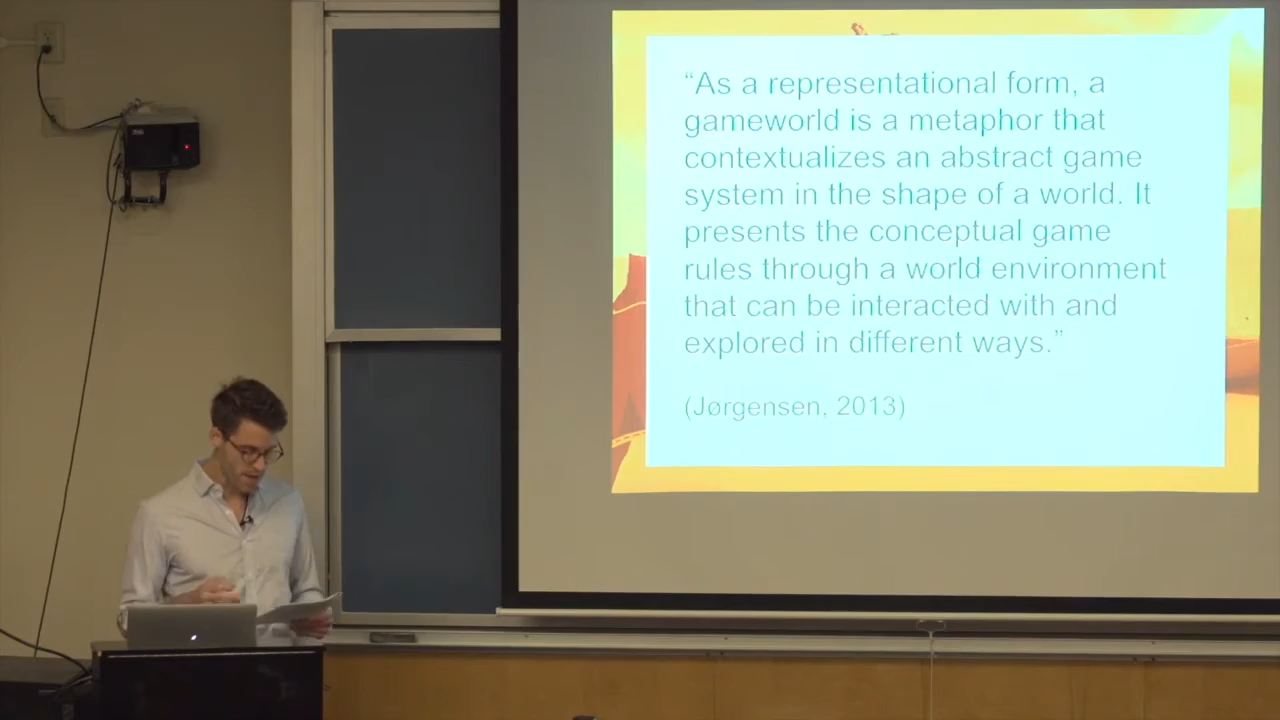 “As a representational form, a
gameworld is a metaphor that
contextualizes an abstract game
system in the shape of a world. It
presents the conceptual game
rules through a world environment
that can be interacted with and
explored in different ways.”
(Jørgensen, 2013)